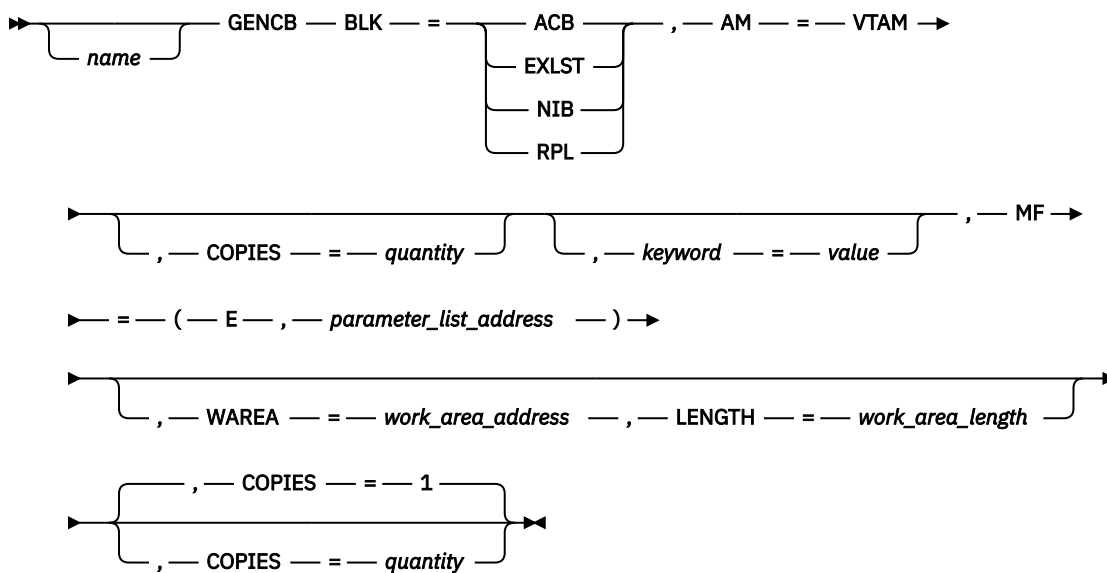 GENCB BLK = ACB , AM = VTAM
name
EXLST
NIB
RPL
, MF
, COPIES = quantity , keyword = value
= ( E , parameter_list_address )
, WAREA = work_area_address , LENGTH = work_area_length
, COPIES = 1
, COPIES = quantity